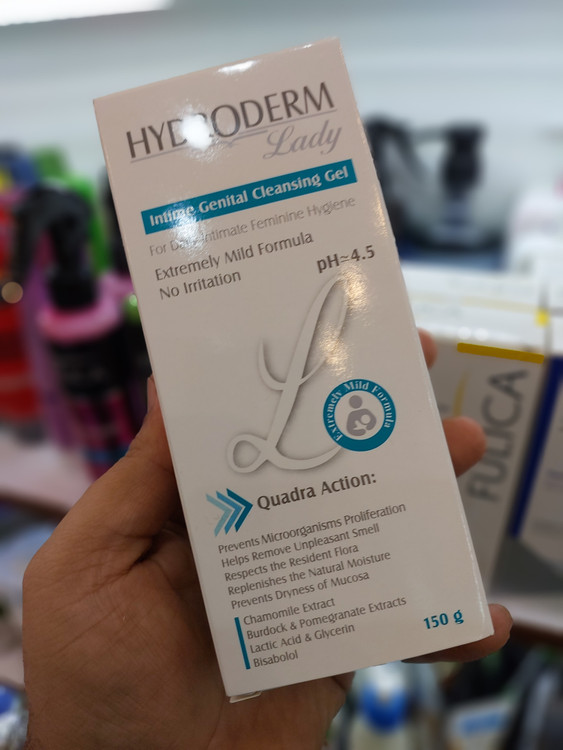 HYDRODERM
Lady
Intime Genital Cleansing Gel
For Daily Intimate Feminine Hygiene
Extremely Mild Formula
No Irritation
pH≃4.5
L
Extremely Mild Formula
Quadra Action:
Prevents Microorganisms Proliferation
Helps Remove Unpleasant Smell
Respects the Resident Flora
Replenishes the Natural Moisture
Prevents Dryness of Mucosa
Chamomile Extract
Burdock & Pomegranate Extracts
Lactic Acid & Glycerin
Bisabolol
150 g
FULICA